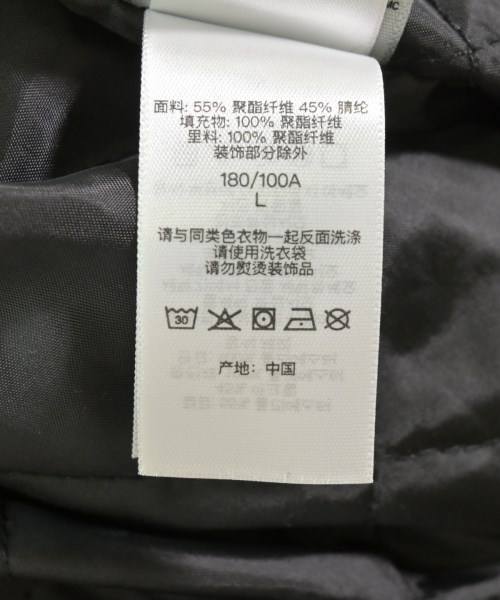 MC
面料: 55% 聚酯纤维 45% 腈纶
填充物: 100% 聚酯纤维
里料: 100% 聚酯纤维
装饰部分除外
180/100A
L
请与同类色衣物一起反面洗涤
请使用洗衣袋
请勿熨烫装饰品
30
产地: 中国